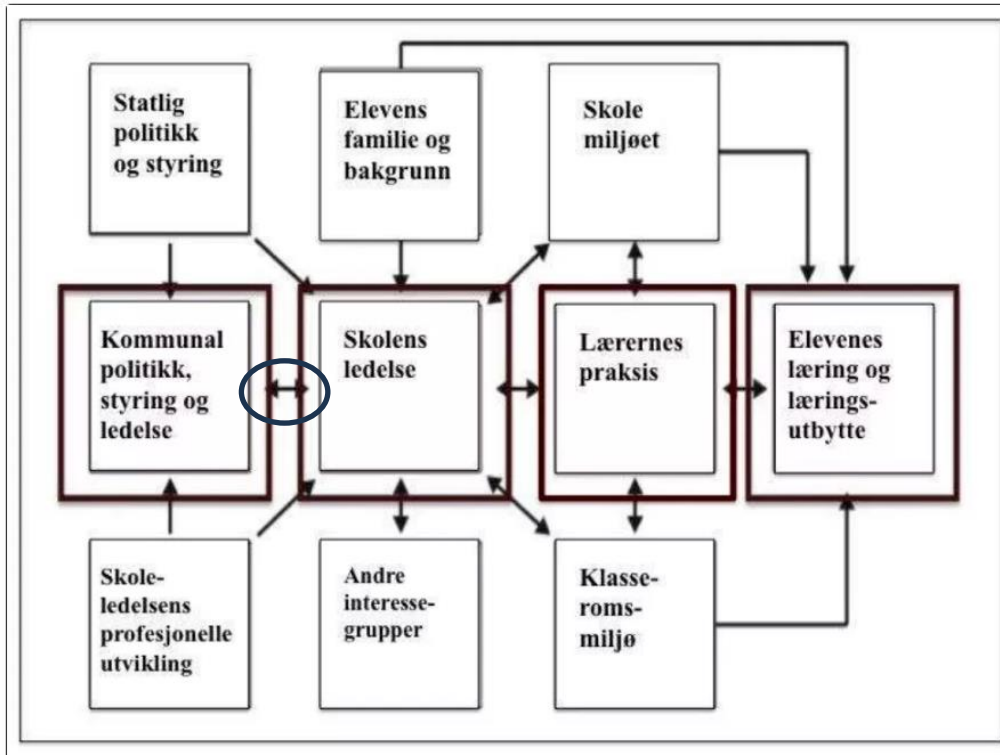 Statlig
politikk
og styring
Elevens
familie og
bakgrunn
Skole
miljøet
Kommunal
politikk,
styring og
ledelse
Skolens
ledelse
Lærernes
praksis
Elevenes
læring og
lærings-
utbytte
Skole-
ledelsens
profesjonelle
utvikling
Andre
interesse-
grupper
Klasse-
roms-
miljø